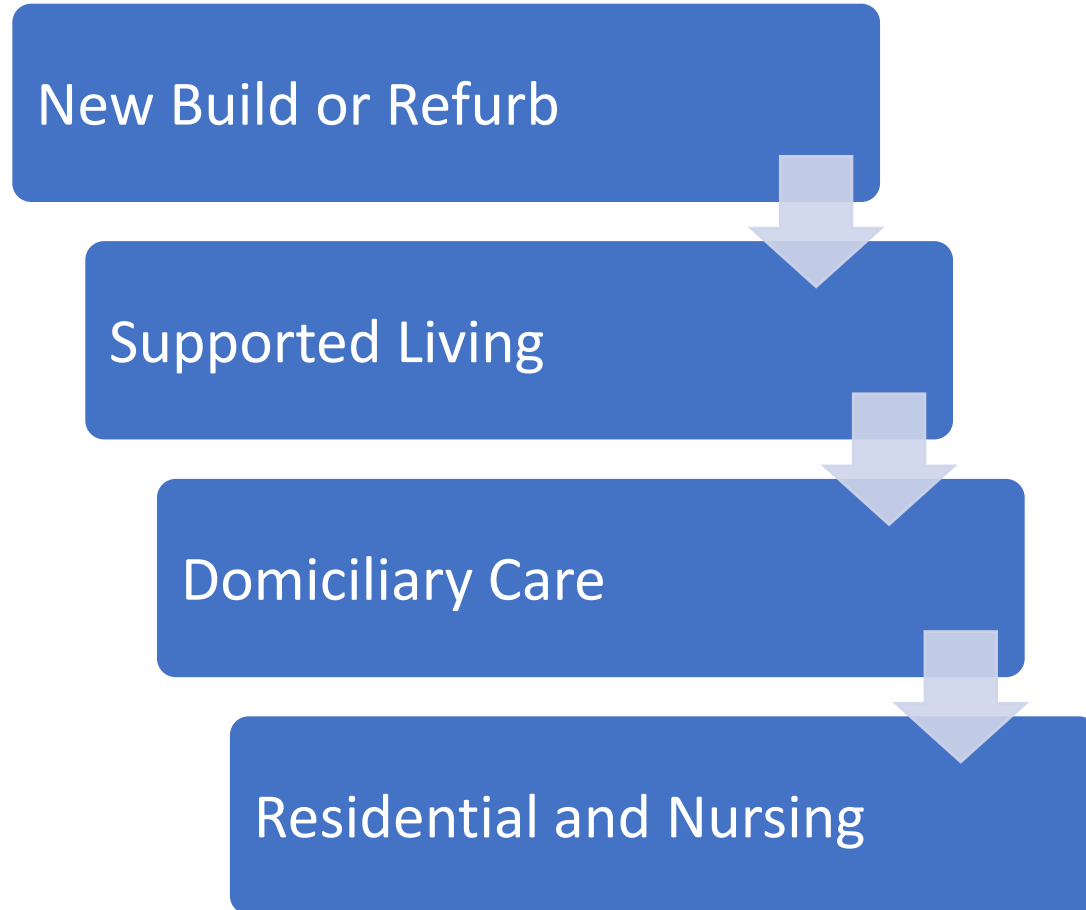 New Build or Refurb
Supported Living
Domiciliary Care
Residential and Nursing